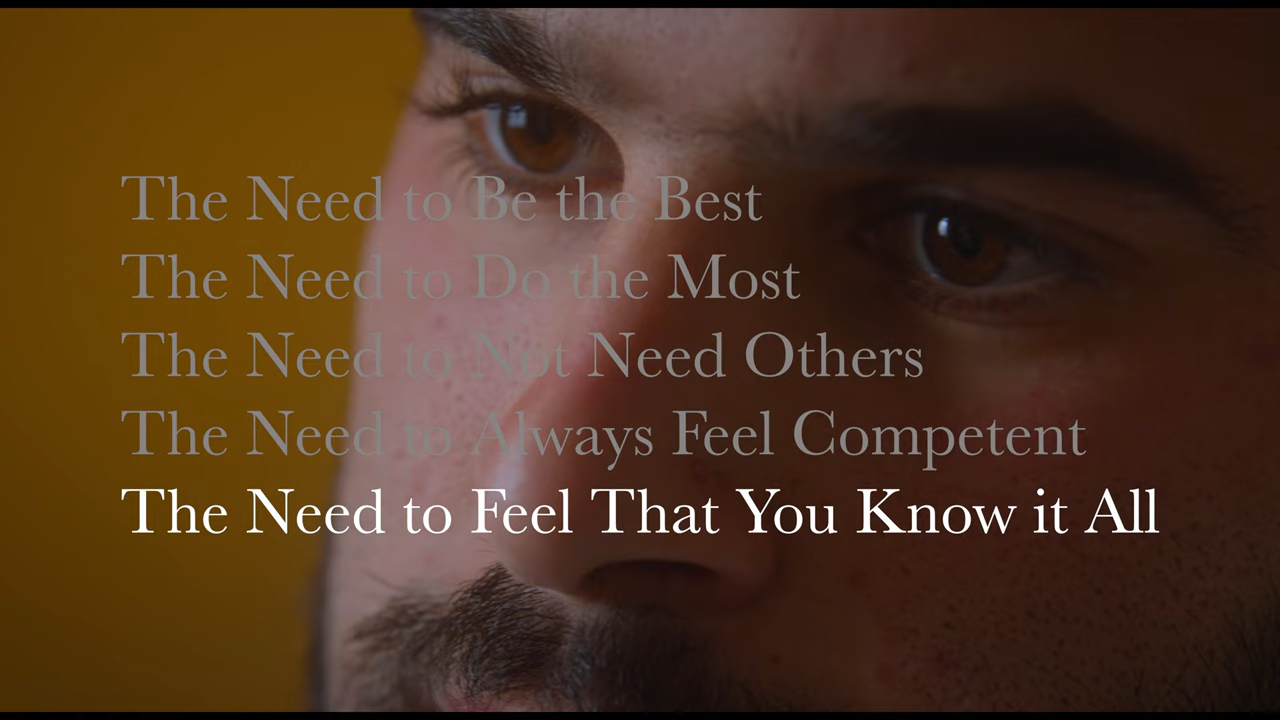 The Need to Be the Best
The Need to Do the Most
The Need to Not Need Others
The Need to Always Feel Competent
The Need to Feel That You Know it All